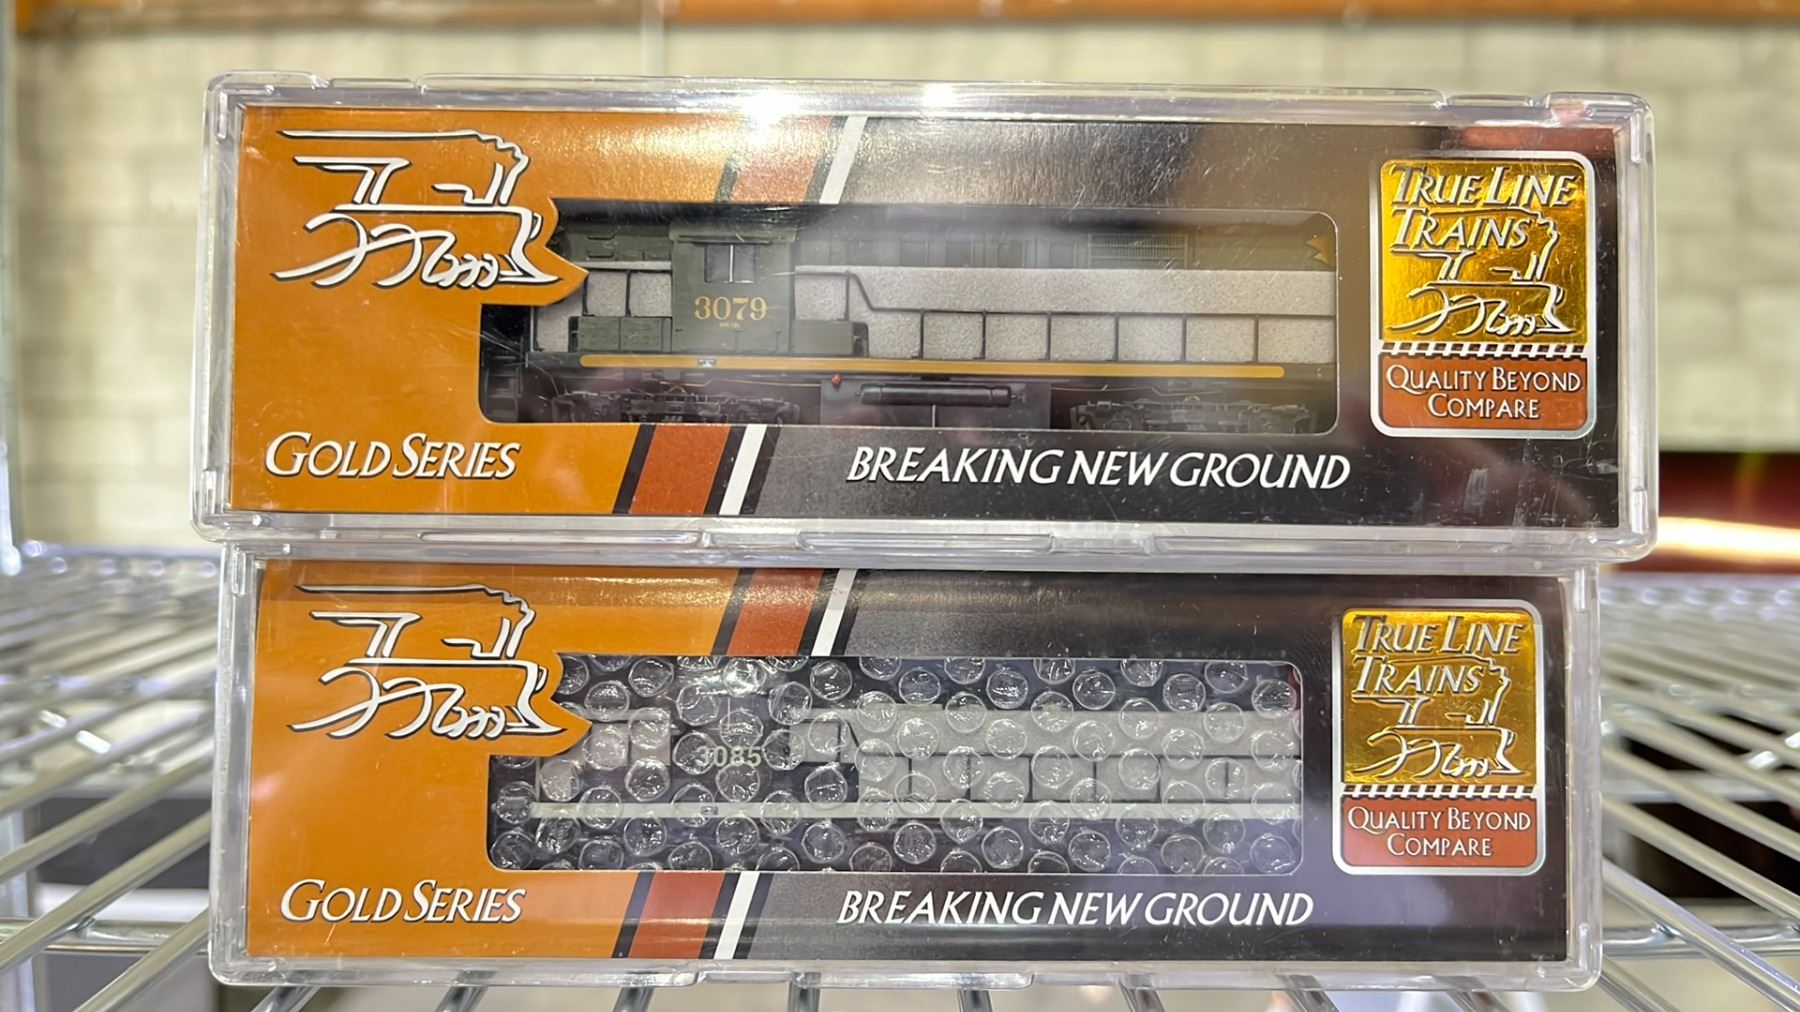 TRUE LINE
TRAINS
3079
QUALITY BEYOND
COMPARE
GOLD SERIES
BREAKING NEW GROUND
TRUE LINE
TRAINS
3085
QUALITY BEYOND
COMPARE
GOLD SERIES
BREAKING NEW GROUND